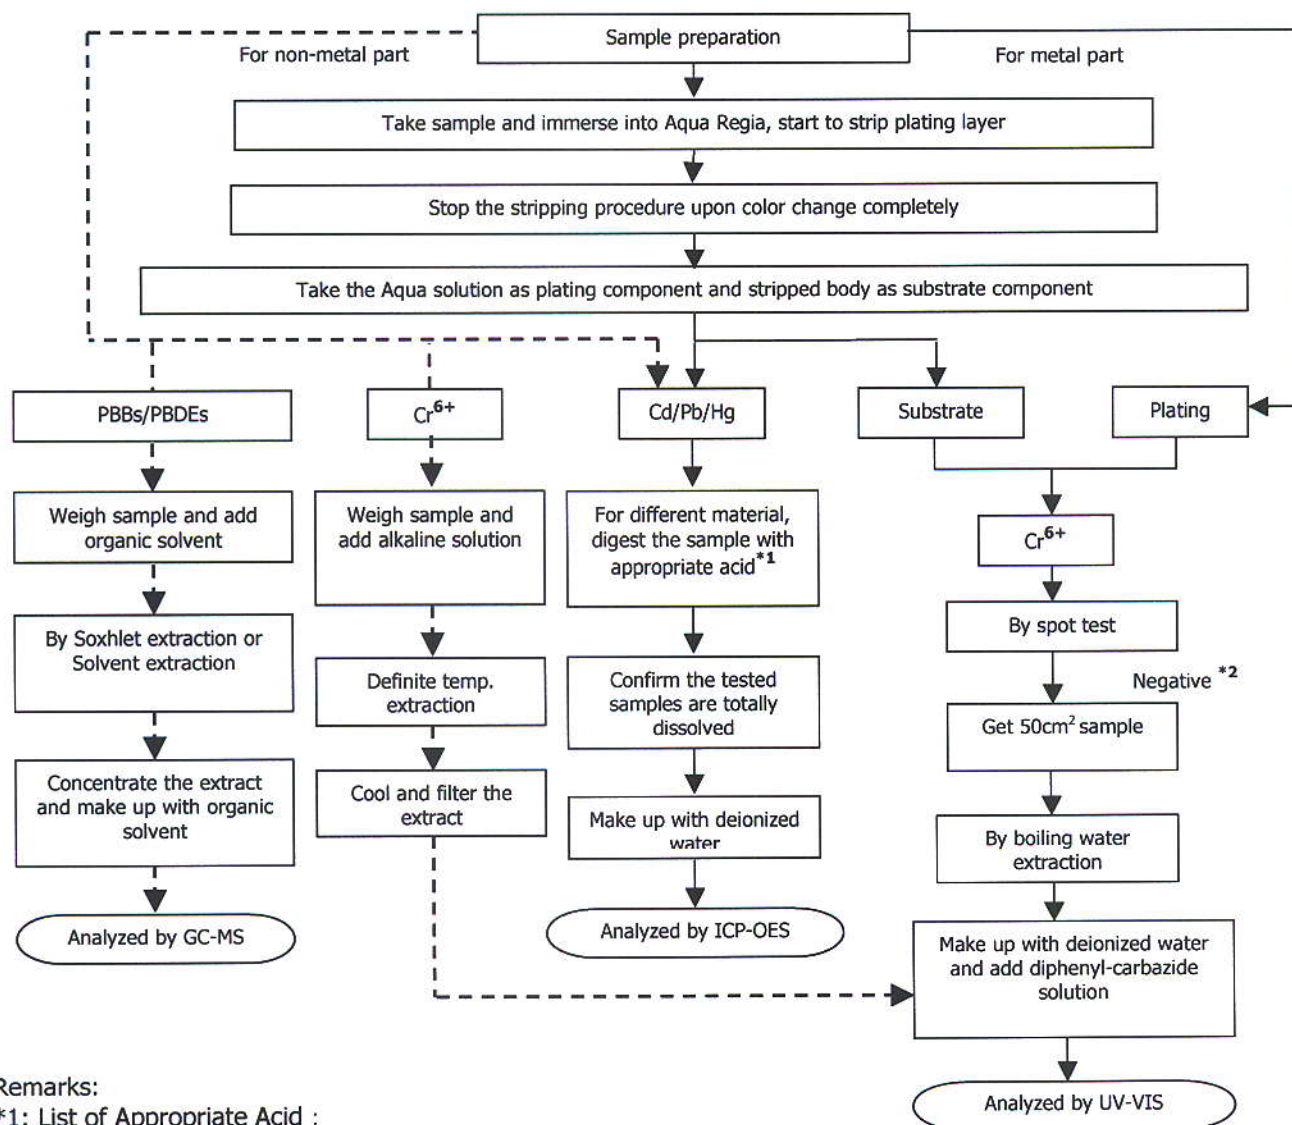 Sample preparation
For non-metal part
For metal part
Take sample and immerse into Aqua Regia, start to strip plating layer
Stop the stripping procedure upon color change completely
Take the Aqua solution as plating component and stripped body as substrate component
PBBs/PBDEs
Cr6+
Cd/Pb/Hg
Substrate
Plating
Weigh sample and add
organic solvent
Weigh sample and
add alkaline solution
For different material,
digest the sample with
appropriate acid*1
Cr6+
By Soxhlet extraction or
Solvent extraction
Definite temp.
extraction
Confirm the tested
samples are totally
dissolved
By spot test
Negative *2
Get 50cm2 sample
Concentrate the extract
and make up with organic
solvent
Cool and filter the
extract
Make up with deionized
water
By boiling water
extraction
Analyzed by GC-MS
Analyzed by ICP-OES
Make up with deionized water
and add diphenyl-carbazide
solution
Analyzed by UV-VIS
Remarks:
*1: List of Appropriate Acid :